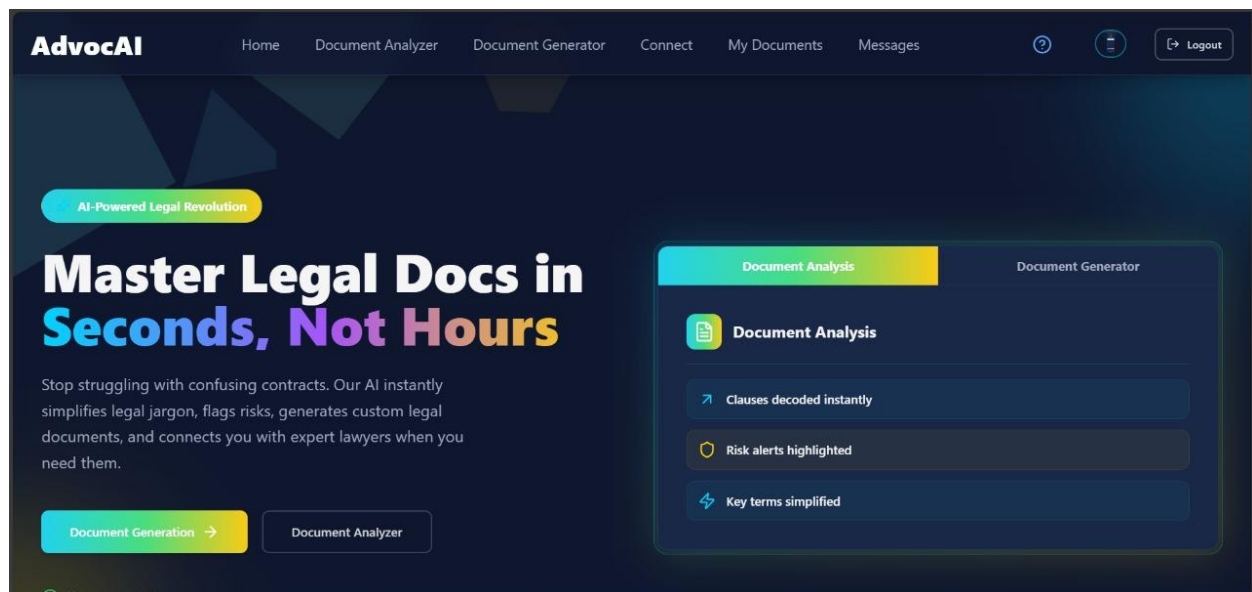 AdvocAI
Home
Document Analyzer
Document Generator
Connect
My Documents
Messages
Logout
AI-Powered Legal Revolution
Master Legal Docs in
Seconds, Not Hours
Stop struggling with confusing contracts. Our AI instantly
simplifies legal jargon, flags risks, generates custom legal
documents, and connects you with expert lawyers when you
need them.
Document Generation
Document Analyzer
Document Analysis
Document Generator
Document Analysis
Clauses decoded instantly
Risk alerts highlighted
Key terms simplified